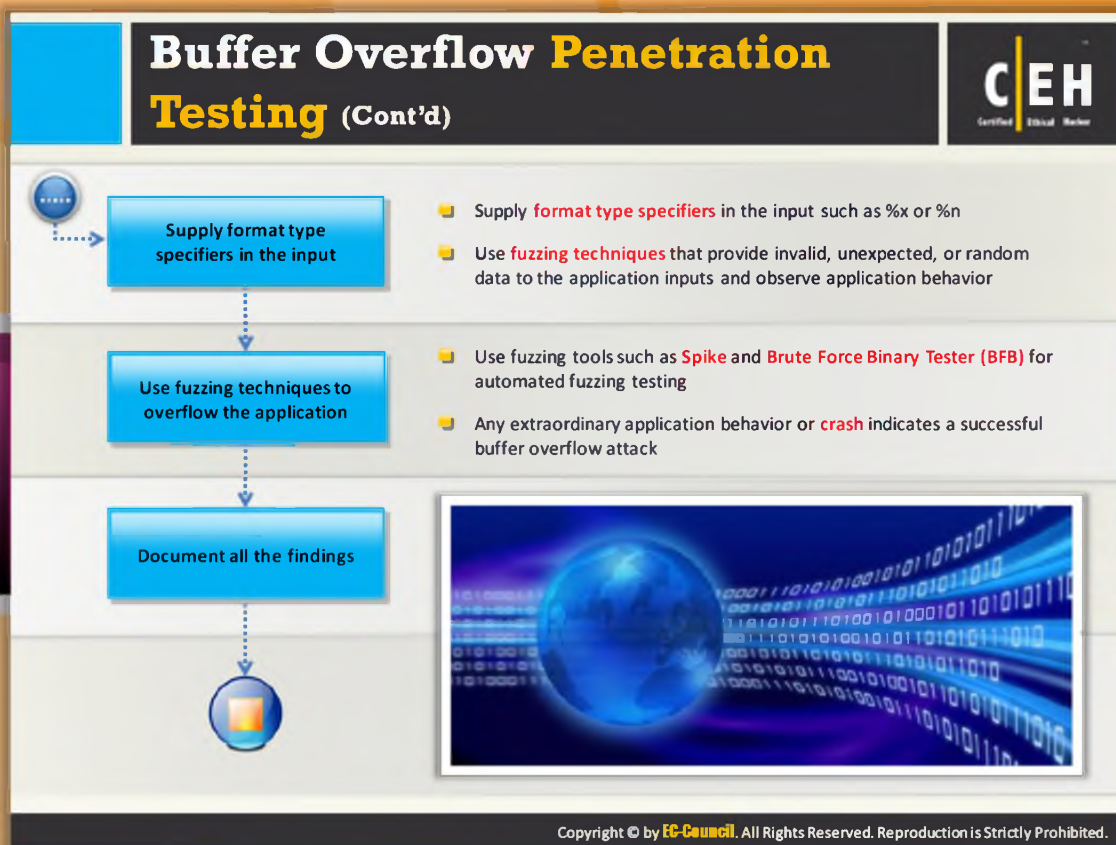 Buffer Overflow Penetration
Testing (Cont'd)
C|EH
Certified Ethical Hacker
Supply format type
specifiers in the input
Supply format type specifiers in the input such as %x or %n
Use fuzzing techniques that provide invalid, unexpected, or random
data to the application inputs and observe application behavior
Use fuzzing techniques to
overflow the application
Use fuzzing tools such as Spike and Brute Force Binary Tester (BFB) for
automated fuzzing testing
Any extraordinary application behavior or crash indicates a successful
buffer overflow attack
Document all the findings
Copyright © by EC-Council. All Rights Reserved. Reproduction is Strictly Prohibited.